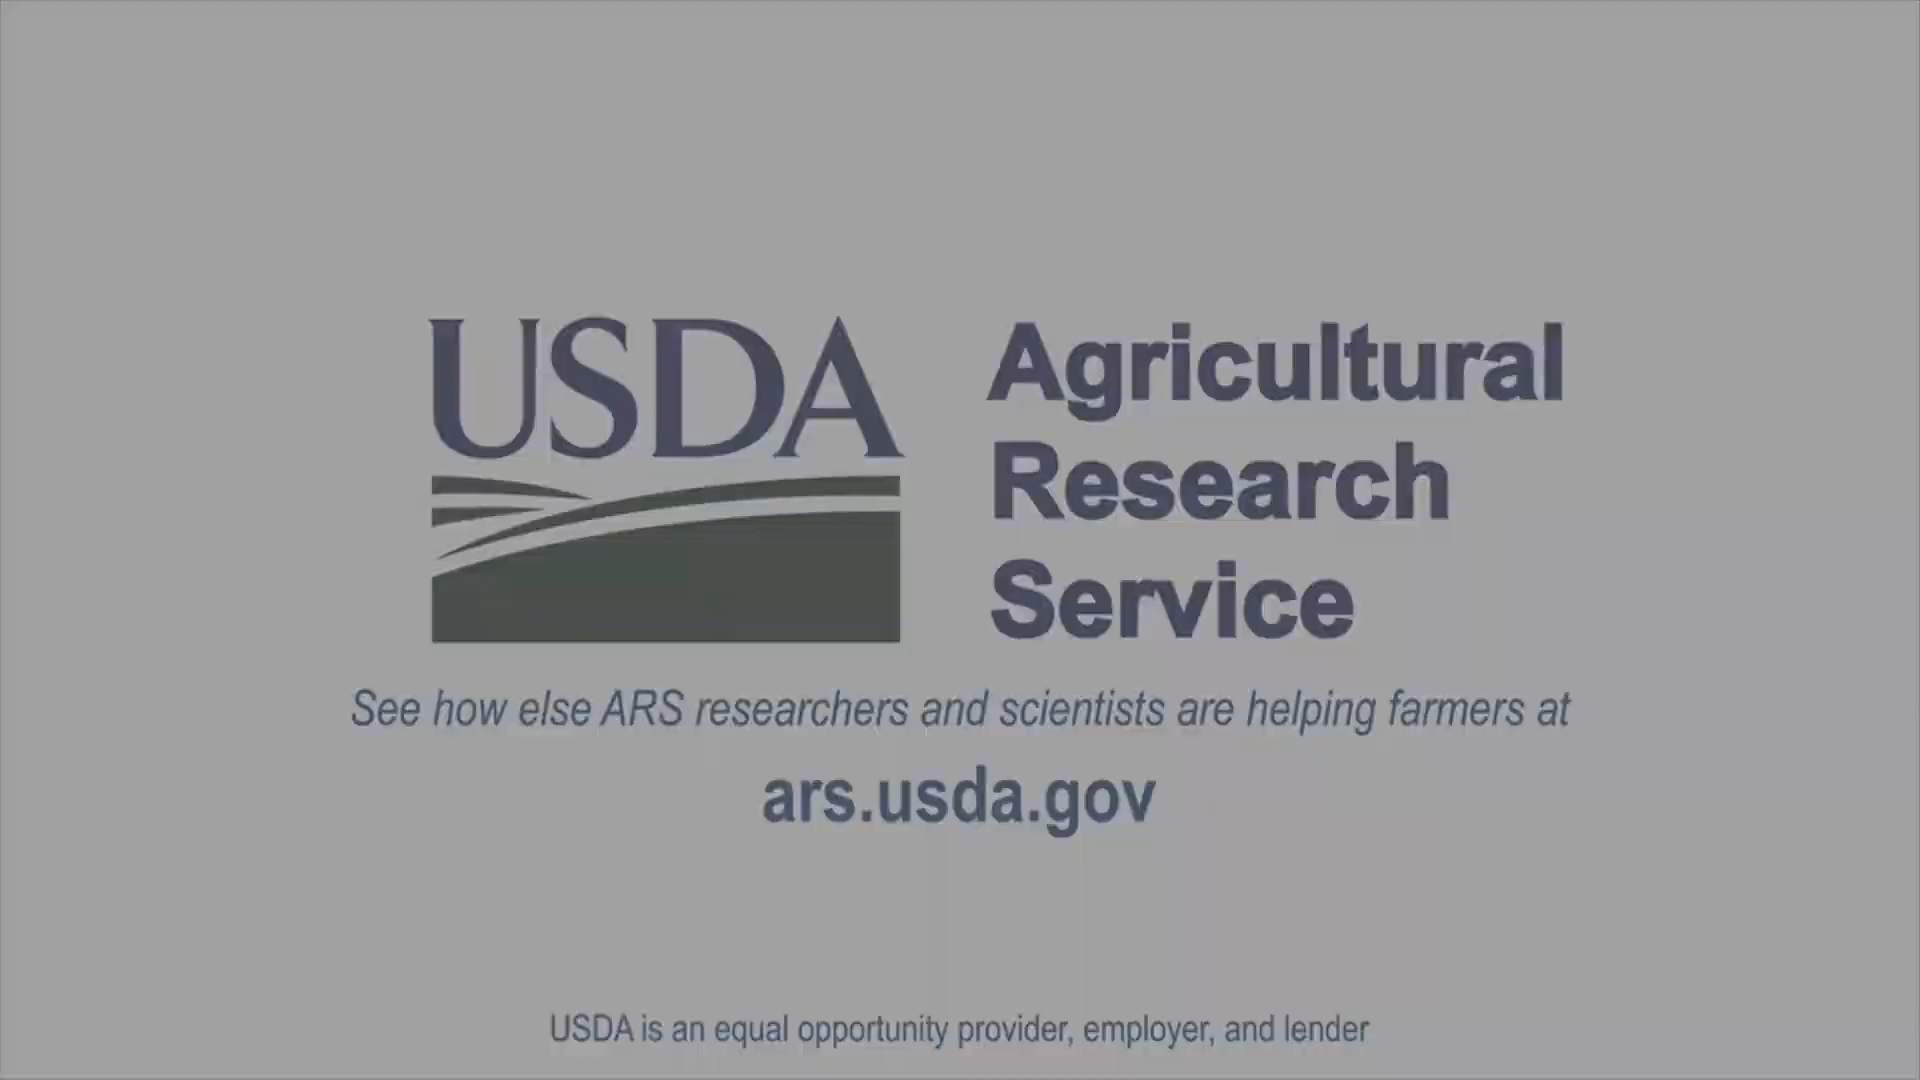 USDA
Agricultural
Research
Service
See how else ARS researchers and scientists are helping farmers at
ars.usda.gov
USDA is an equal opportunity provider, employer, and lender